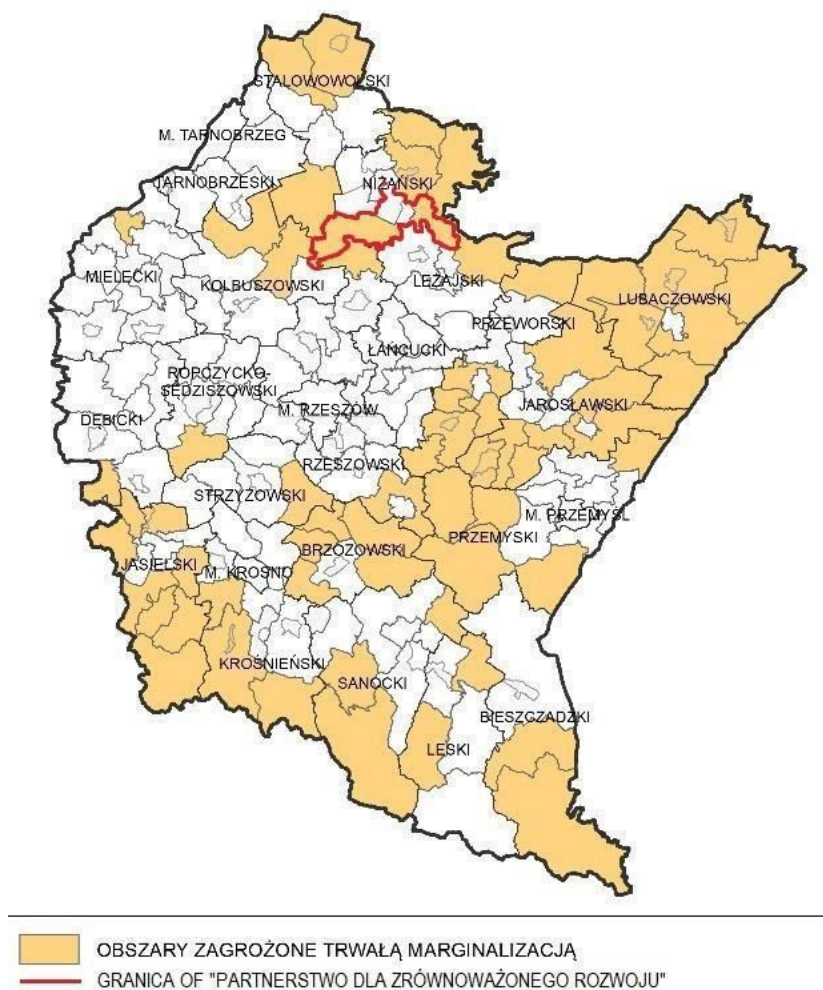 STALOWOWOLSKI
M. TARNOBRZEG
TARNOBRZESKI
NIŻAŃSKI
MIELECKI
KOLBUSZOWSKI
LEŻAJSKI
LUBACZOWSKI
PRZEWORSKI
ŁAŃCUCKI
ROPCZYCKO-
SĘDZISZOWSKI
JAROSŁAWSKI
DĘBICKI
M. RZESZÓW
RZESZOWSKI
STRZYŻOWSKI
M. PRZEMYŚL
BRZOZOWSKI
PRZEMYSKI
JASIELSKI
M. KROSNO
KROŚNIEŃSKI
SANOCKI
BIESZCZADZKI
LESKI
OBSZARY ZAGROŻONE TRWAŁĄ MARGINALIZACJĄ
GRANICA OF "PARTNERSTWO DLA ZRÓWNOWAŻONEGO ROZWOJU"